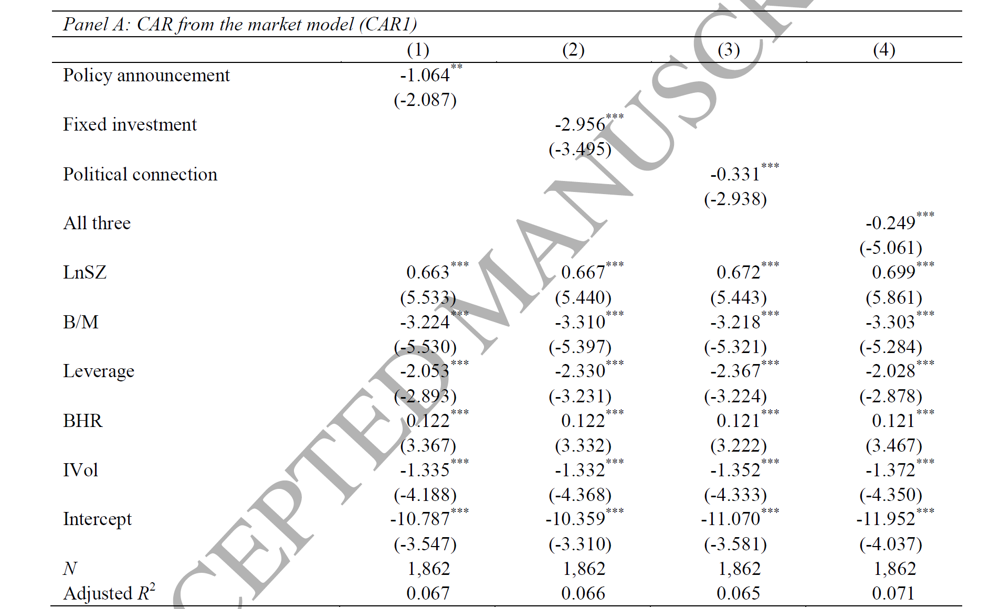 Panel A: CAR from the market model (CAR1)
(1) (2) (3) (4)
Policy announcement -1.064**
(-2.087)
Fixed investment -2.956***
(-3.495)
Political connection -0.331***
(-2.938)
All three -0.249***
(-5.061)
LnSZ 0.663*** 0.667*** 0.672*** 0.699***
(5.533) (5.440) (5.443) (5.861)
B/M -3.224*** -3.310*** -3.218*** -3.303***
(-5.530) (-5.397) (-5.321) (-5.284)
Leverage -2.053*** -2.330*** -2.367*** -2.028***
(-2.893) (-3.231) (-3.224) (-2.878)
BHR 0.122*** 0.122*** 0.121*** 0.121***
(3.367) (3.332) (3.222) (3.467)
IVol -1.335*** -1.332*** -1.352*** -1.372***
(-4.188) (-4.368) (-4.333) (-4.350)
Intercept -10.787*** -10.359*** -11.070*** -11.952***
(-3.547) (-3.310) (-3.581) (-4.037)
N 1,862 1,862 1,862 1,862
Adjusted R² 0.067 0.066 0.065 0.071
CEPTED MANUSCR